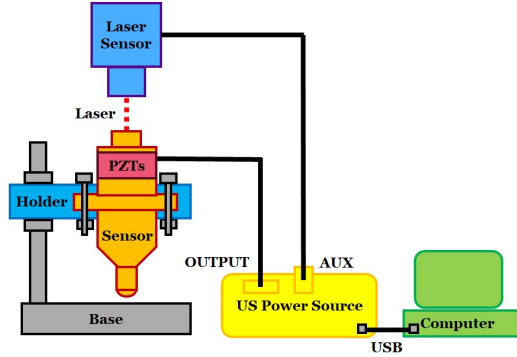 Laser
Sensor
Laser
PZTs
Holder
Sensor
OUTPUT
AUX
US Power Source
Base
Computer
USB